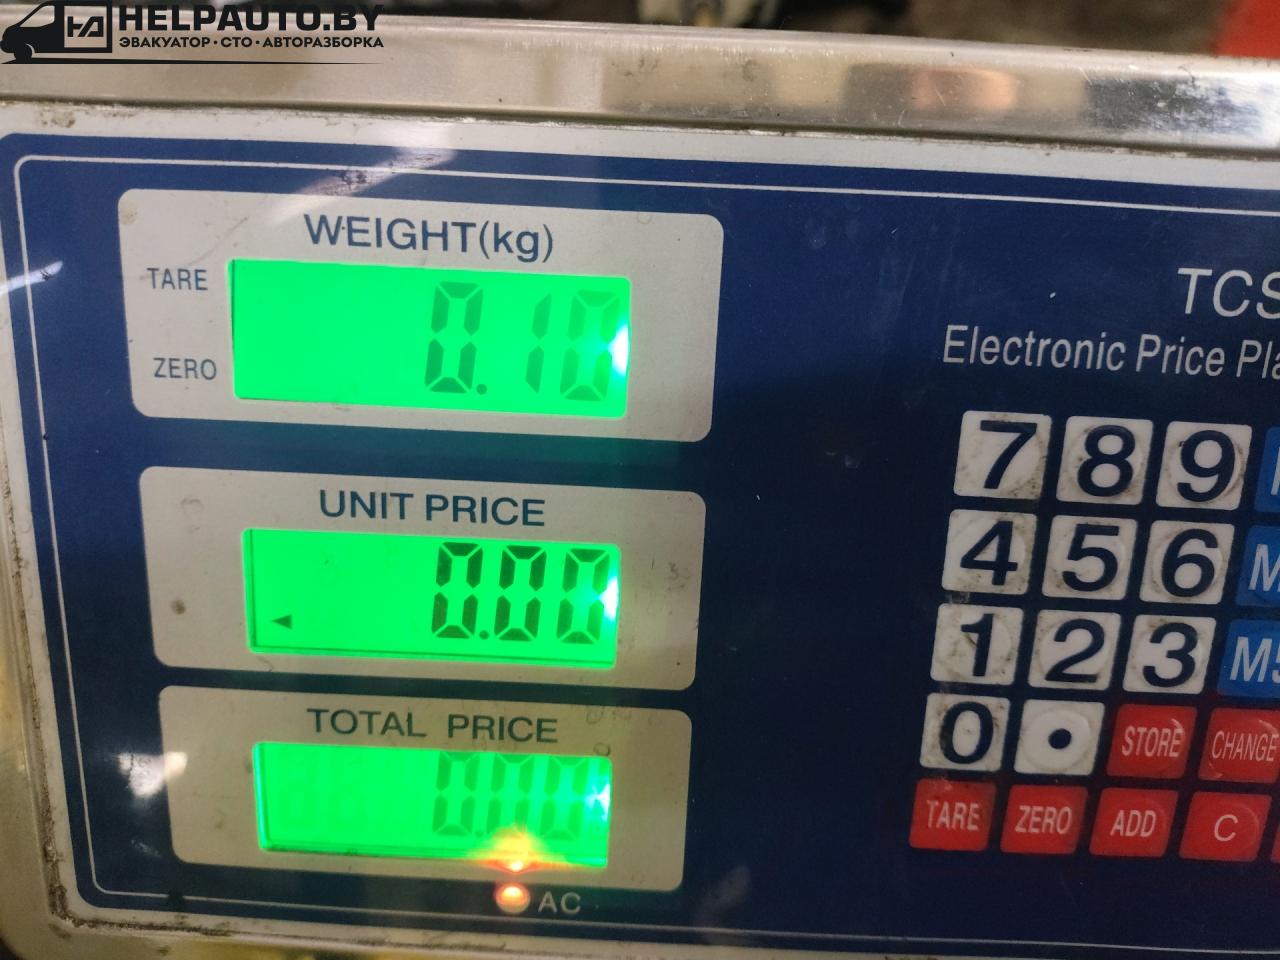 HELPAUTO.BY
ЭВАКУАТОР·СТО·АВТОРАЗБОРКА
WEIGHT(kg)
TARE
0.10
ZERO
TCS
Electronic Price
UNIT PRICE
0.00
TOTAL PRICE
0.00
AC
7 8 9
4 5 6
1 2 3
0 . STORE CHANGE
TARE ZERO ADD C